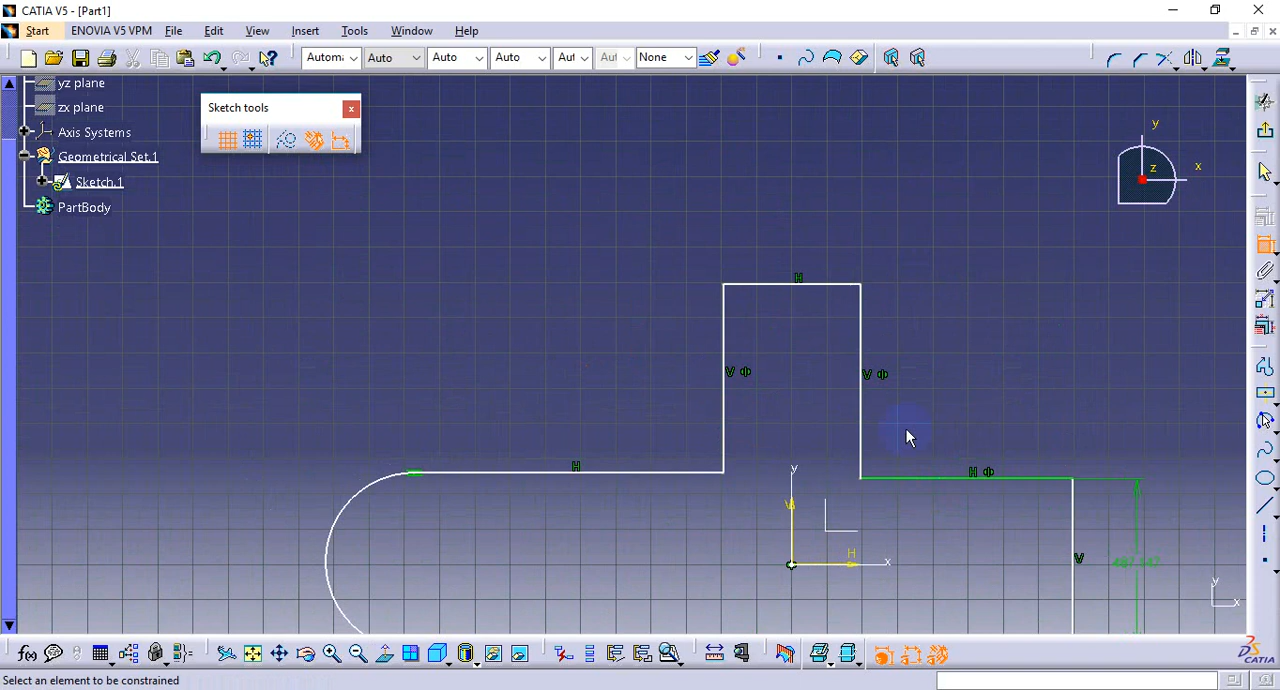 CATIA V5 - [Part1]
Start ENOVIA V5 VPM File Edit View Insert Tools Window Help
Automa Auto Auto Auto Aut Aut None
yz plane
zx plane
Axis Systems
Geometrical Set.1
Sketch.1
PartBody
Sketch tools
y
x
z
H
V
V
H
H
V
y
H
x
y
x
f(x)
CATIA
Select an element to be constrained